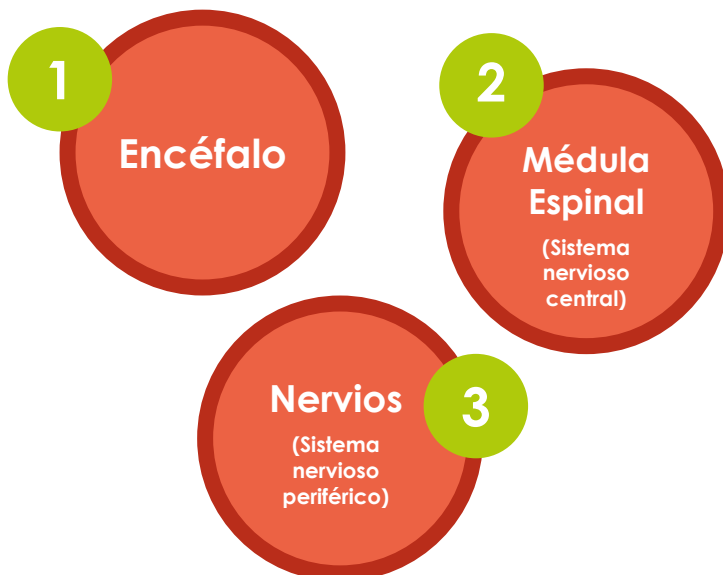 1
Encéfalo
2
Médula
Espinal
(Sistema
nervioso
central)
Nervios
(Sistema
nervioso
periférico)
3